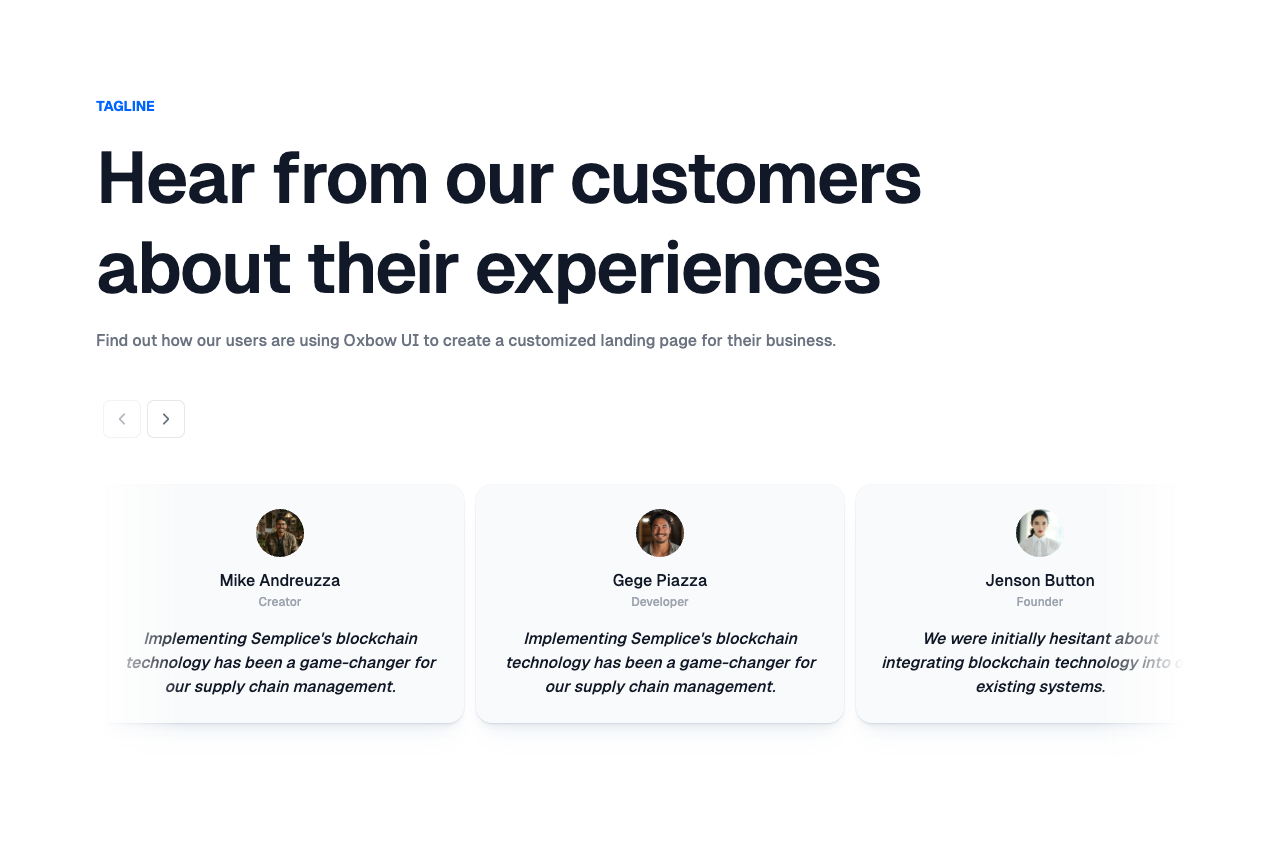 TAGLINE
Hear from our customers
about their experiences
Find out how our users are using Oxbow UI to create a customized landing page for their business.
Mike Andreuzza
Creator
Implementing Semplice's blockchain
technology has been a game-changer for
our supply chain management.
Gege Piazza
Developer
Implementing Semplice's blockchain
technology has been a game-changer for
our supply chain management.
Jenson Button
Founder
We were initially hesitant about
integrating blockchain technology into
existing systems.